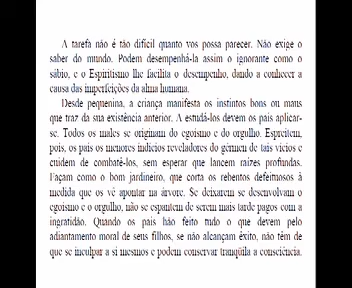 A tarefa não é tão difícil quanto vos possa parecer. Não exige o
saber do mundo. Podem desempenhá-la assim o ignorante como o
sábio, e o Espiritismo lhe facilita o desempenho, dando a conhecer a
causa das imperfeições da alma humana.
Desde pequenina, a criança manifesta os instintos bons ou maus
que traz da sua existência anterior. A estudá-los devem os pais aplicar-
se. Todos os males se originam do egoísmo e do orgulho. Espreitem,
pois, os pais os menores indícios reveladores do gérmen de tais vícios e
cuidem de combatê-los, sem esperar que lancem raízes profundas.
Façam como o bom jardineiro, que corta os rebentos defeituosos à
medida que os vê apontar na árvore. Se deixarem se desenvolvam o
egoísmo e o orgulho, não se espantem de serem mais tarde pagos com a
ingratidão. Quando os pais hão feito tudo o que devem pelo
adiantamento moral de seus filhos, se não alcançam êxito, não têm de
que se inculpar a si mesmos e podem conservar tranqüila a consciência.